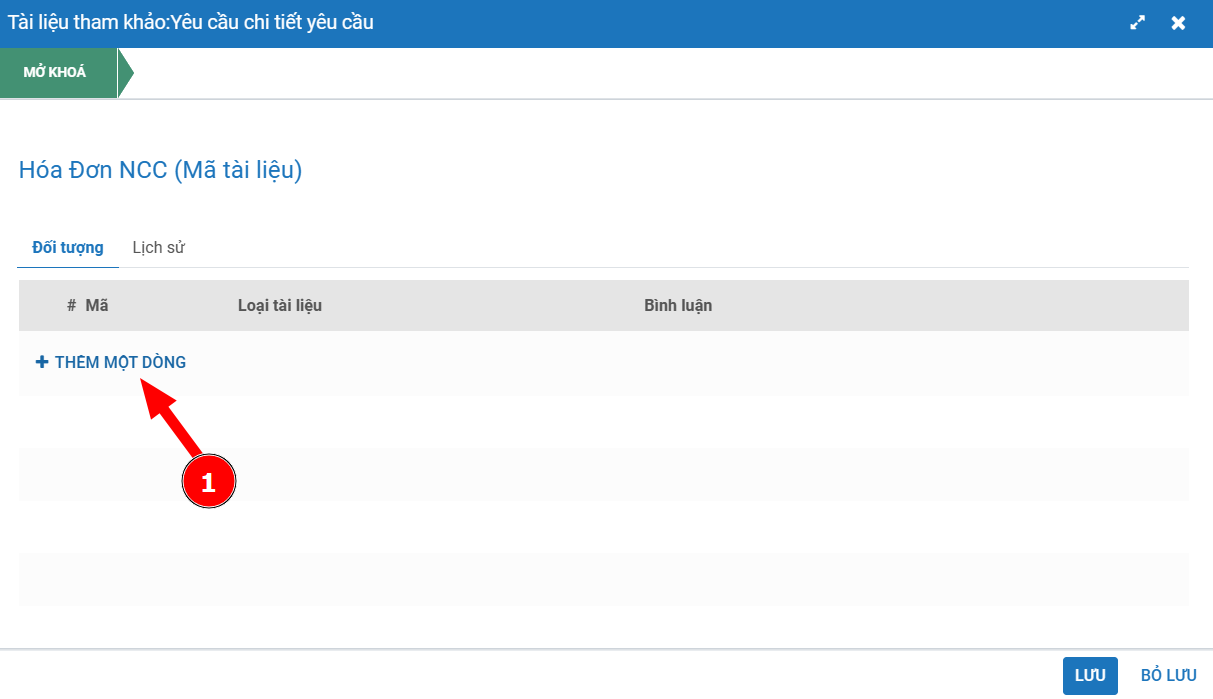 Tài liệu tham khảo:Yêu cầu chi tiết yêu cầu
MỞ KHOÁ
Hóa Đơn NCC (Mã tài liệu)
Đối tượng Lịch sử
# Mã Loại tài liệu Bình luận
THÊM MỘT DÒNG
1
LƯU BỎ LƯU